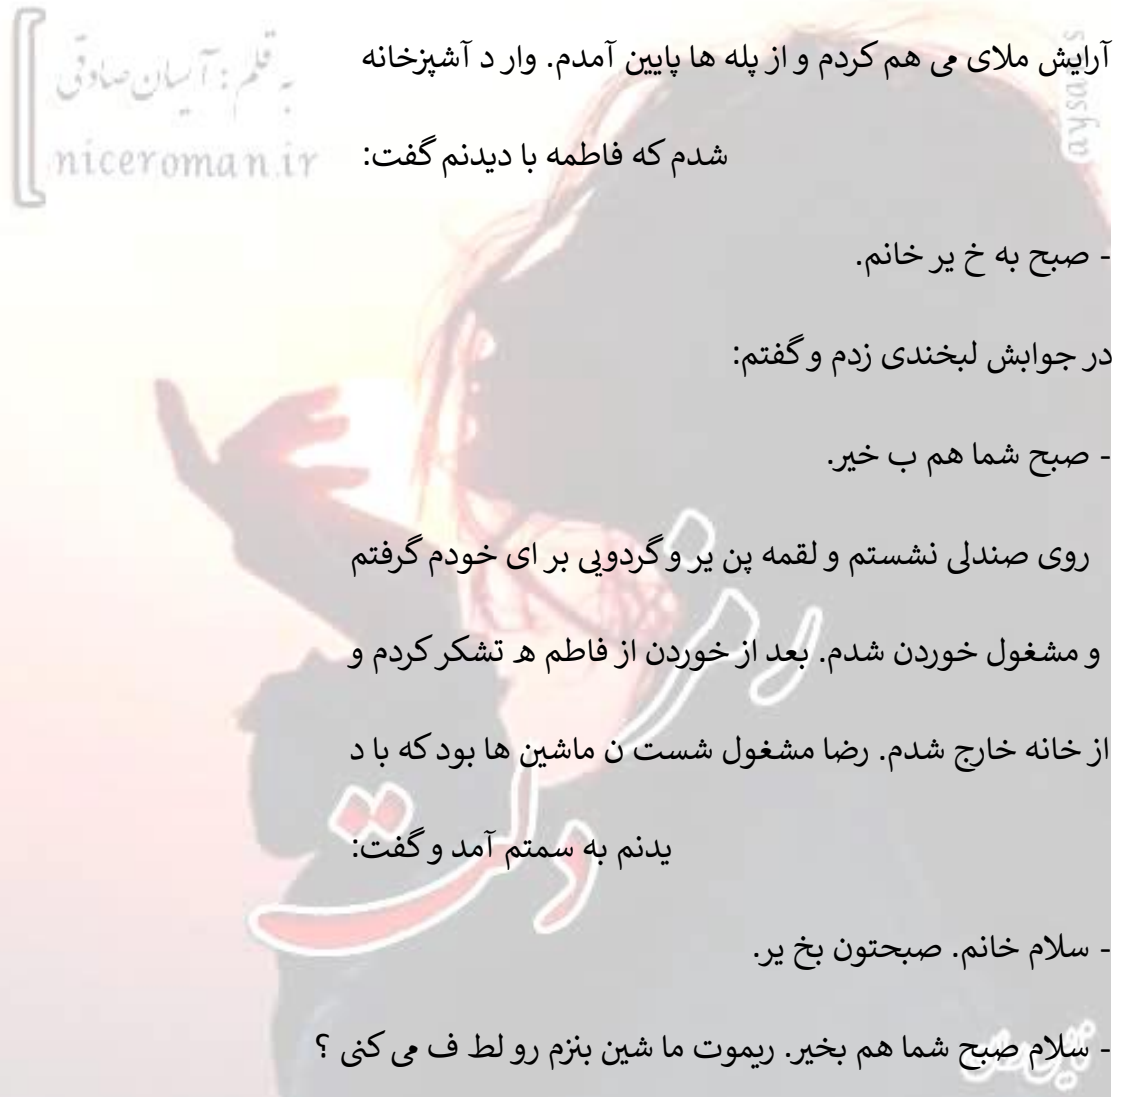 به قلم : آیسان صادقی
niceroman.ir
aysa
آرایش ملای می هم کردم و از پله ها پایین آمدم. وار د آشپزخانه
شدم که فاطمه با دیدنم گفت:
- صبح به خ یر خانم.
در جوابش لبخندی زدم و گفتم:
- صبح شما هم ب خیر.
روی صندلی نشستم و لقمه پن یر و گردویی بر ای خودم گرفتم
و مشغول خوردن شدم. بعد از خوردن از فاطم ه تشکر کردم و
از خانه خارج شدم. رضا مشغول شست ن ماشین ها بود که با د
یدنم به سمتم آمد و گفت:
- سلام خانم. صبحتون بخ یر.
- سلام صبح شما هم بخیر. ریموت ما شین بنزم رو لط ف می کنی ؟
دلت